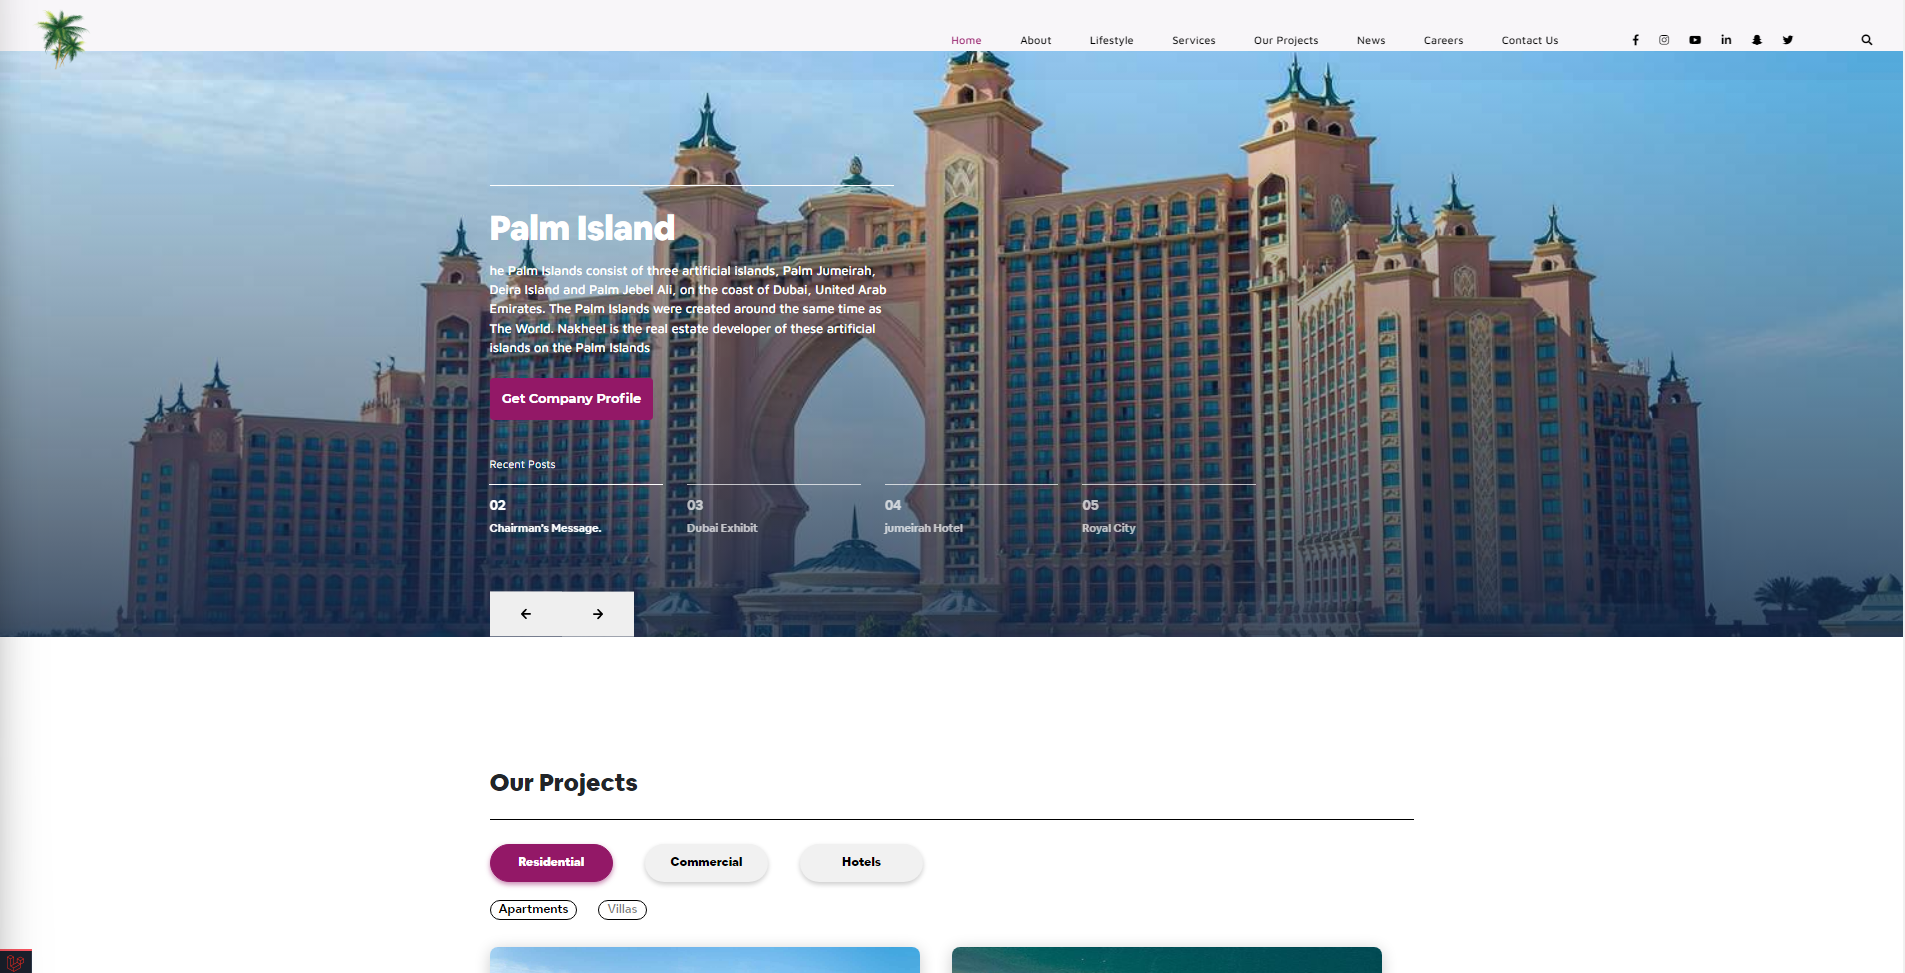 Home About Lifestyle Services Our Projects News Careers Contact Us
Palm Island
he Palm Islands consist of three artificial islands, Palm Jumeirah,
Deira Island and Palm Jebel Ali, on the coast of Dubai, United Arab
Emirates. The Palm Islands were created around the same time as
The World. Nakheel is the real estate developer of these artificial
islands on the Palm Islands
Get Company Profile
Recent Posts
02 03 04 05
Chairman's Message. Dubai Exhibit jumeirah Hotel Royal City
Our Projects
Residential Commercial Hotels
Apartments Villas